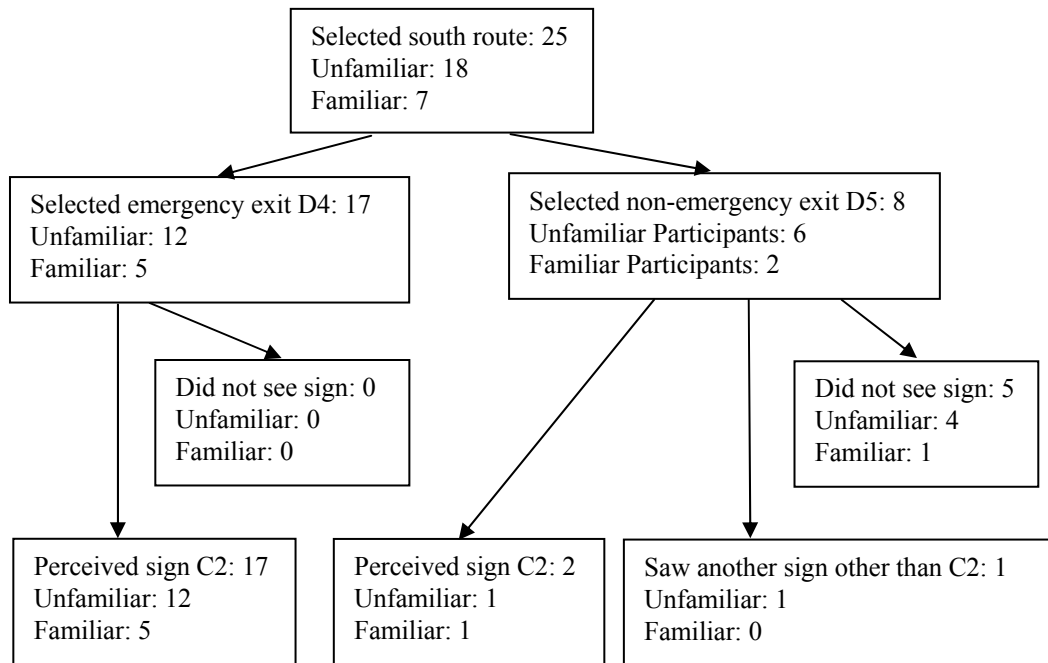 Selected south route: 25
Unfamiliar: 18
Familiar: 7
Selected emergency exit D4: 17
Unfamiliar: 12
Familiar: 5
Selected non-emergency exit D5: 8
Unfamiliar Participants: 6
Familiar Participants: 2
Did not see sign: 0
Unfamiliar: 0
Familiar: 0
Did not see sign: 5
Unfamiliar: 4
Familiar: 1
Perceived sign C2: 17
Unfamiliar: 12
Familiar: 5
Perceived sign C2: 2
Unfamiliar: 1
Familiar: 1
Saw another sign other than C2: 1
Unfamiliar: 1
Familiar: 0